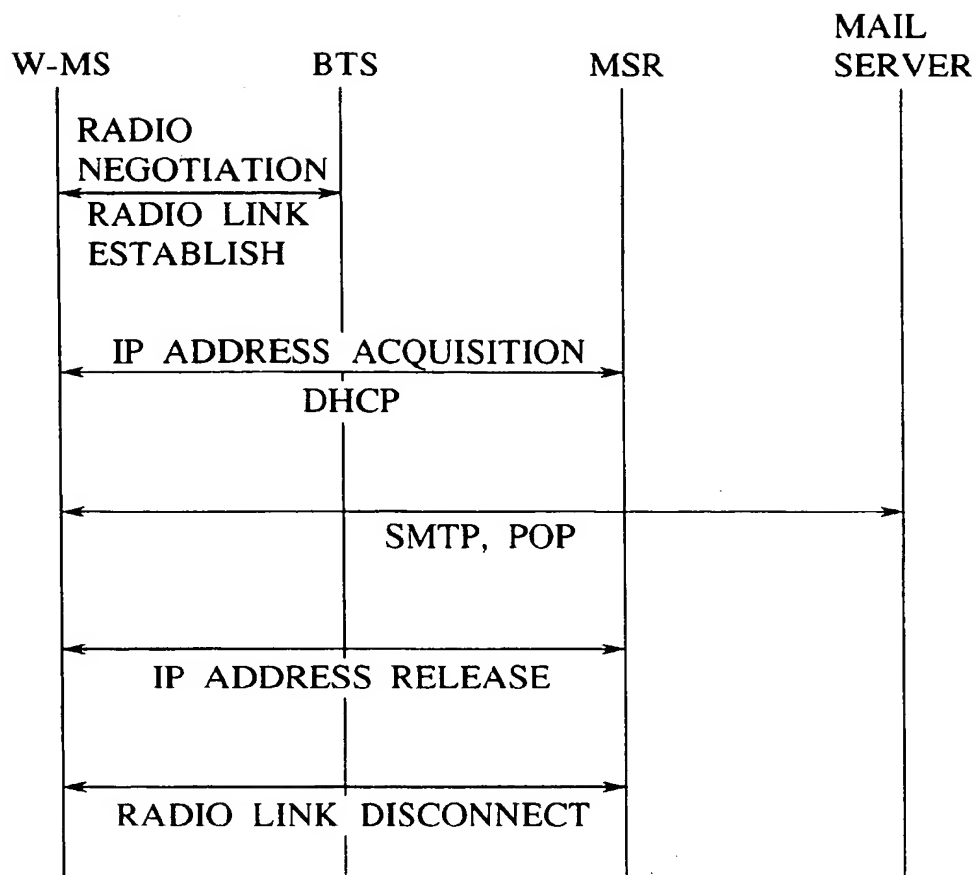 W-MS
BTS
MSR
MAIL
SERVER
RADIO
NEGOTIATION
RADIO LINK
ESTABLISH
IP ADDRESS ACQUISITION
DHCP
SMTP, POP
IP ADDRESS RELEASE
RADIO LINK DISCONNECT